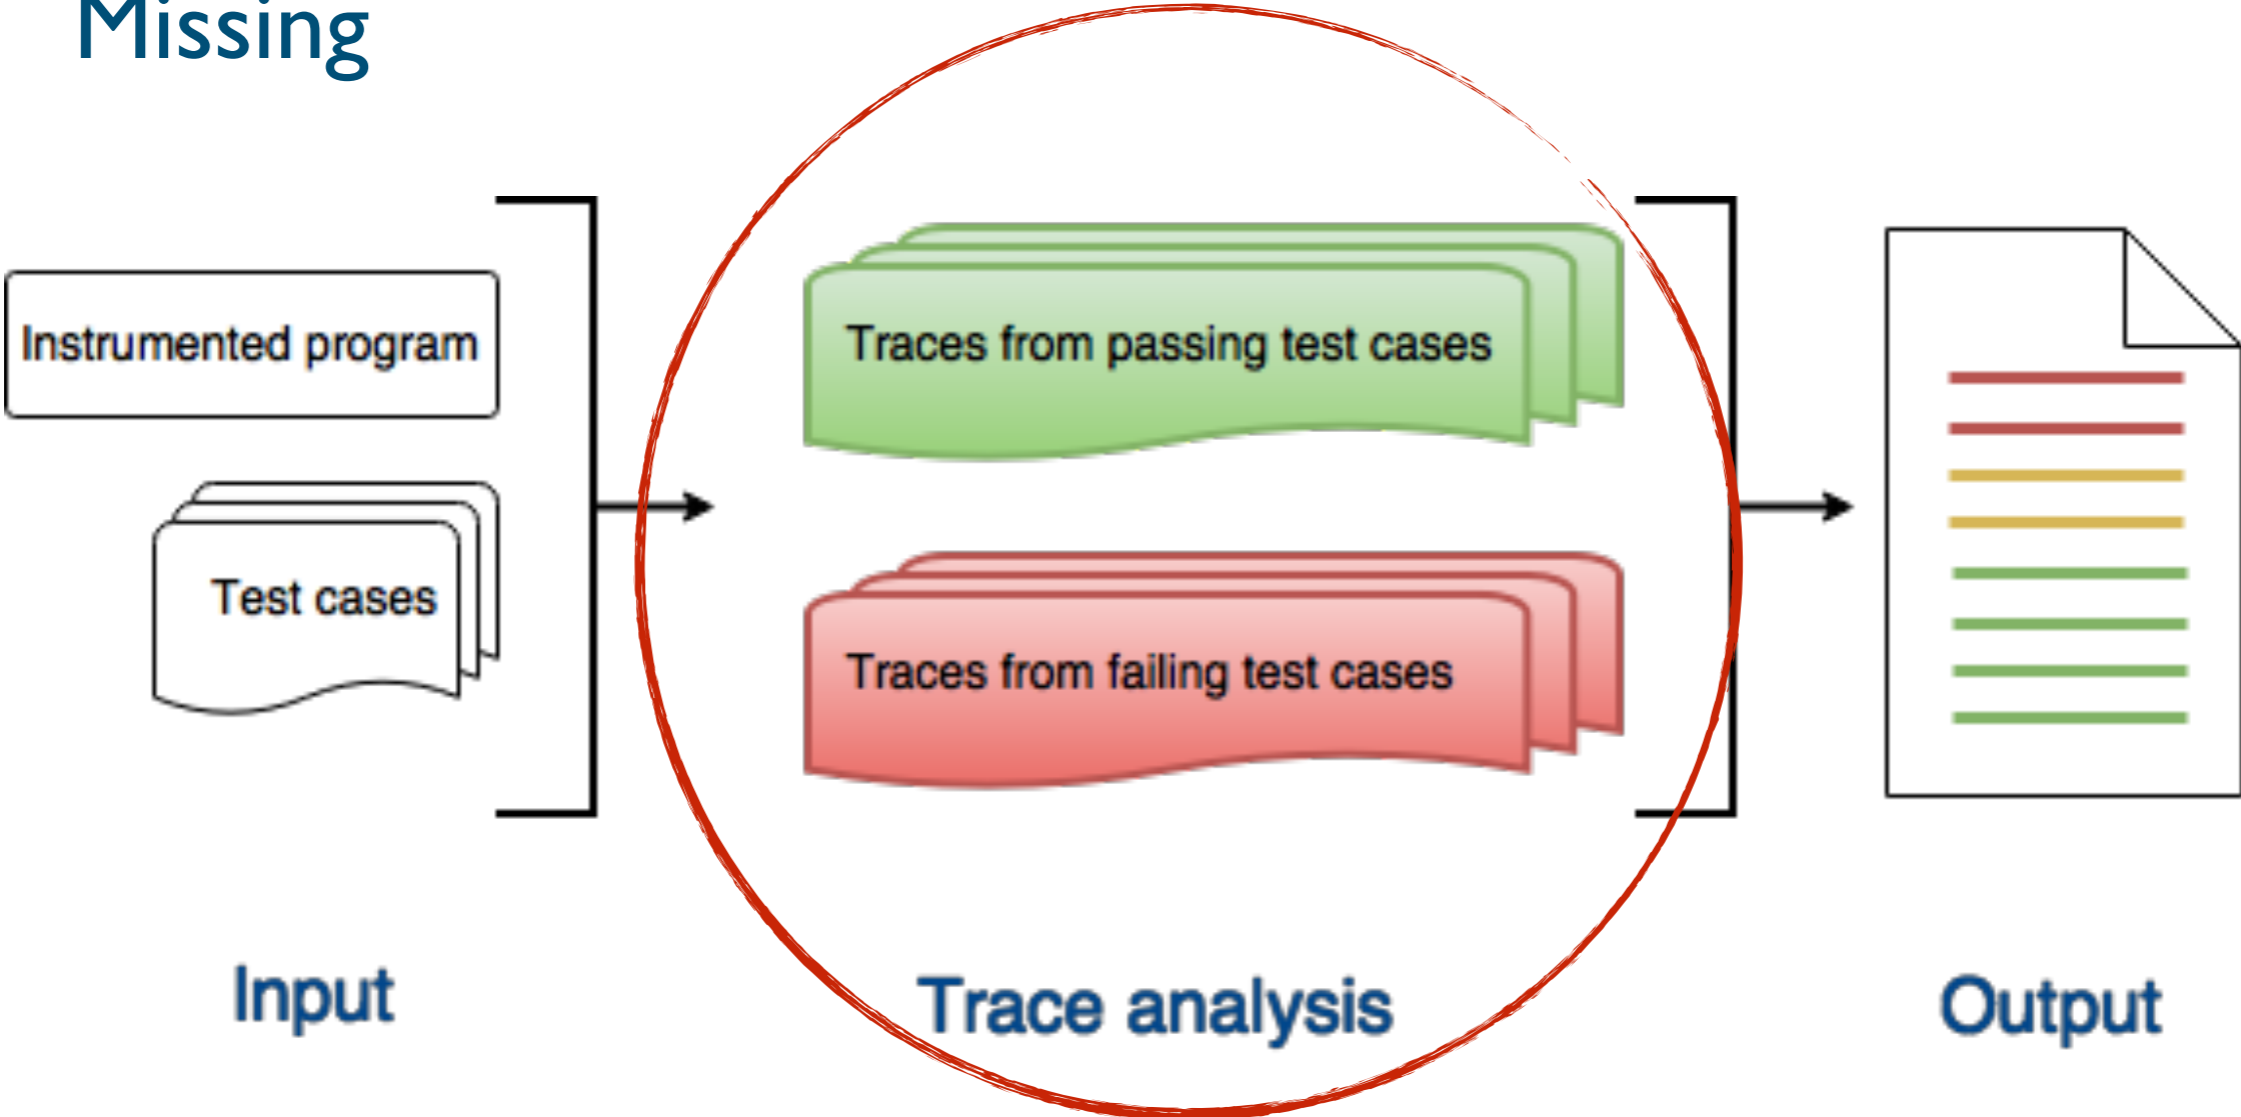 Missing
Instrumented program
Test cases
Traces from passing test cases
Traces from failing test cases
Input
Trace analysis
Output